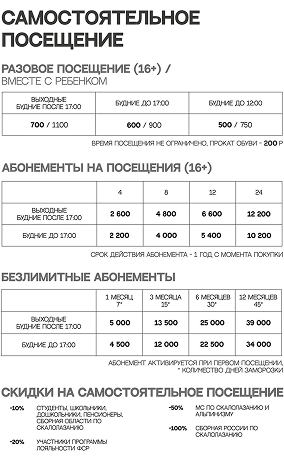 САМОСТОЯТЕЛЬНОЕ
ПОСЕЩЕНИЕ
РАЗОВОЕ ПОСЕЩЕНИЕ (16+) /
ВМЕСТЕ С РЕБЕНКОМ
ВЫХОДНЫЕ БУДНИЕ ПОСЛЕ 17:00 БУДНИЕ ДО 17:00 БУДНИЕ ДО 12:00
700 / 1100 600 / 900 500 / 750
ВРЕМЯ ПОСЕЩЕНИЯ НЕ ОГРАНИЧЕНО, ПРОКАТ ОБУВИ - 200 Р
АБОНЕМЕНТЫ НА ПОСЕЩЕНИЯ (16+)
4 8 12 24
ВЫХОДНЫЕ БУДНИЕ ПОСЛЕ 17:00 2 600 4 800 6 600 12 200
БУДНИЕ ДО 17:00 2 200 4 000 5 400 10 200
СРОК ДЕЙСТВИЯ АБОНЕМЕНТА - 1 ГОД С МОМЕНТА ПОКУПКИ
БЕЗЛИМИТНЫЕ АБОНЕМЕНТЫ
1 МЕСЯЦ 3 МЕСЯЦА 6 МЕСЯЦЕВ 12 МЕСЯЦЕВ
7* 15* 30* 45*
ВЫХОДНЫЕ БУДНИЕ ПОСЛЕ 17:00 5 000 13 500 25 000 39 000
БУДНИЕ ДО 17:00 4 500 12 000 22 500 34 000
АБОНЕМЕНТ АКТИВИРУЕТСЯ ПРИ ПЕРВОМ ПОСЕЩЕНИИ,
* КОЛИЧЕСТВО ДНЕЙ ЗАМОРОЗКИ
СКИДКИ НА САМОСТОЯТЕЛЬНОЕ ПОСЕЩЕНИЕ
-10% СТУДЕНТЫ, ШКОЛЬНИКИ,
ДОШКОЛЬНИКИ, ПЕНСИОНЕРЫ,
СБОРНАЯ ОБЛАСТИ ПО
СКАЛОЛАЗАНИЮ
-20% УЧАСТНИКИ ПРОГРАММЫ
ЛОЯЛЬНОСТИ ФСР
-50% МС ПО СКАЛОЛАЗАНИЮ И
АЛЬПИНИЗМУ
-100% СБОРНАЯ РОССИИ ПО
СКАЛОЛАЗАНИЮ